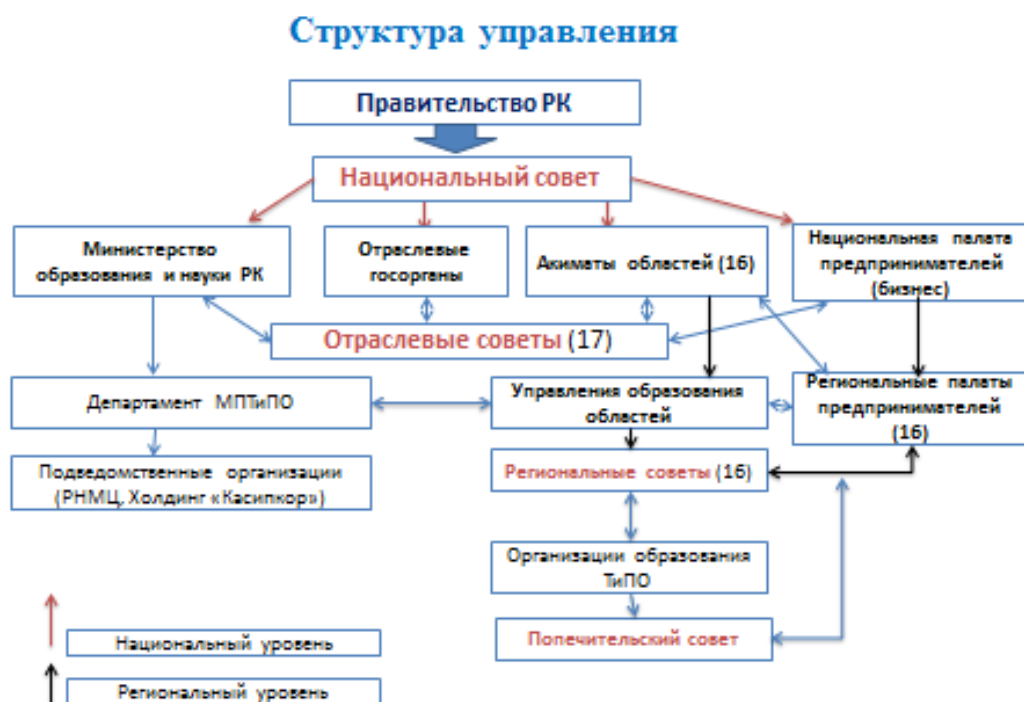 Структура управления
Правительство РК
Национальный совет
Министерство
образования и науки РК
Отраслевые
госорганы
Акиматы областей (16)
Национальная палата
предпринимателей
(бизнес)
Отраслевые советы (17)
Департамент МПТиПО
Управления образования
областей
Региональные палаты
предпринимателей
(16)
Подведомственные организации
(РНМЦ, Холдинг «Касипкор»)
Региональные советы (16)
Организации образования
ТиПО
Попечительский совет
Национальный уровень
Региональный уровень